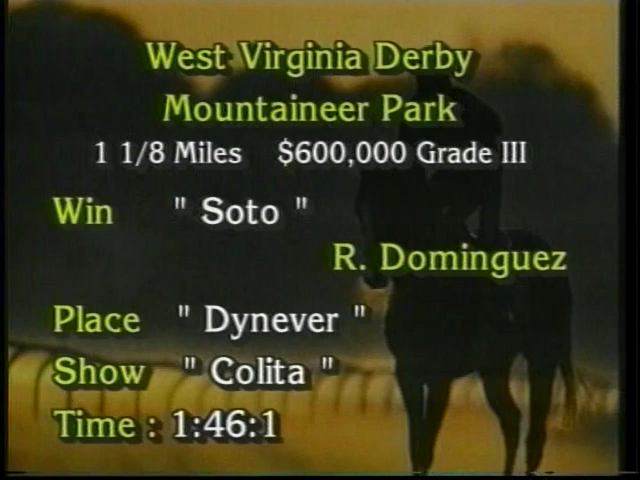 West Virginia Derby
Mountaineer Park
1 1/8 Miles $600,000 Grade III
Win " Soto "
R. Dominguez
Place " Dynever "
Show " Colita "
Time : 1:46:1